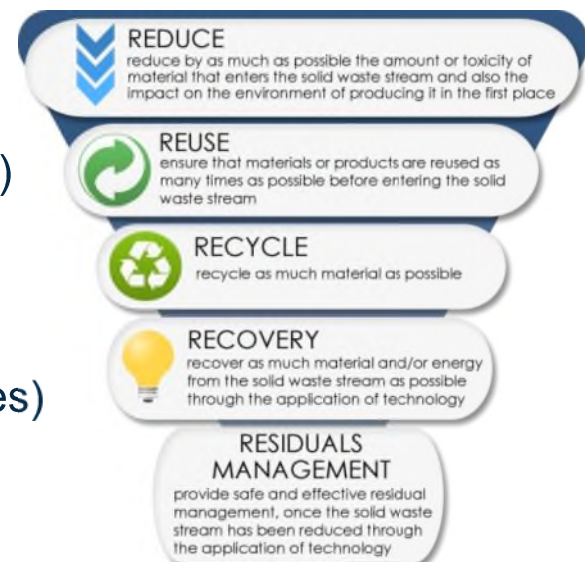 REDUCE
reduce by as much as possible the amount or toxicity of
material that enters the solid waste stream and also the
impact on the environment of producing it in the first place
)
REUSE
ensure that materials or products are reused as
many times as possible before entering the solid
waste stream
RECYCLE
recycle as much material as possible
RECOVERY
recover as much material and/or energy
from the solid waste stream as possible
through the application of technology
es)
RESIDUALS
MANAGEMENT
provide safe and effective residual
management, once the solid waste
stream has been reduced through
the application of technology